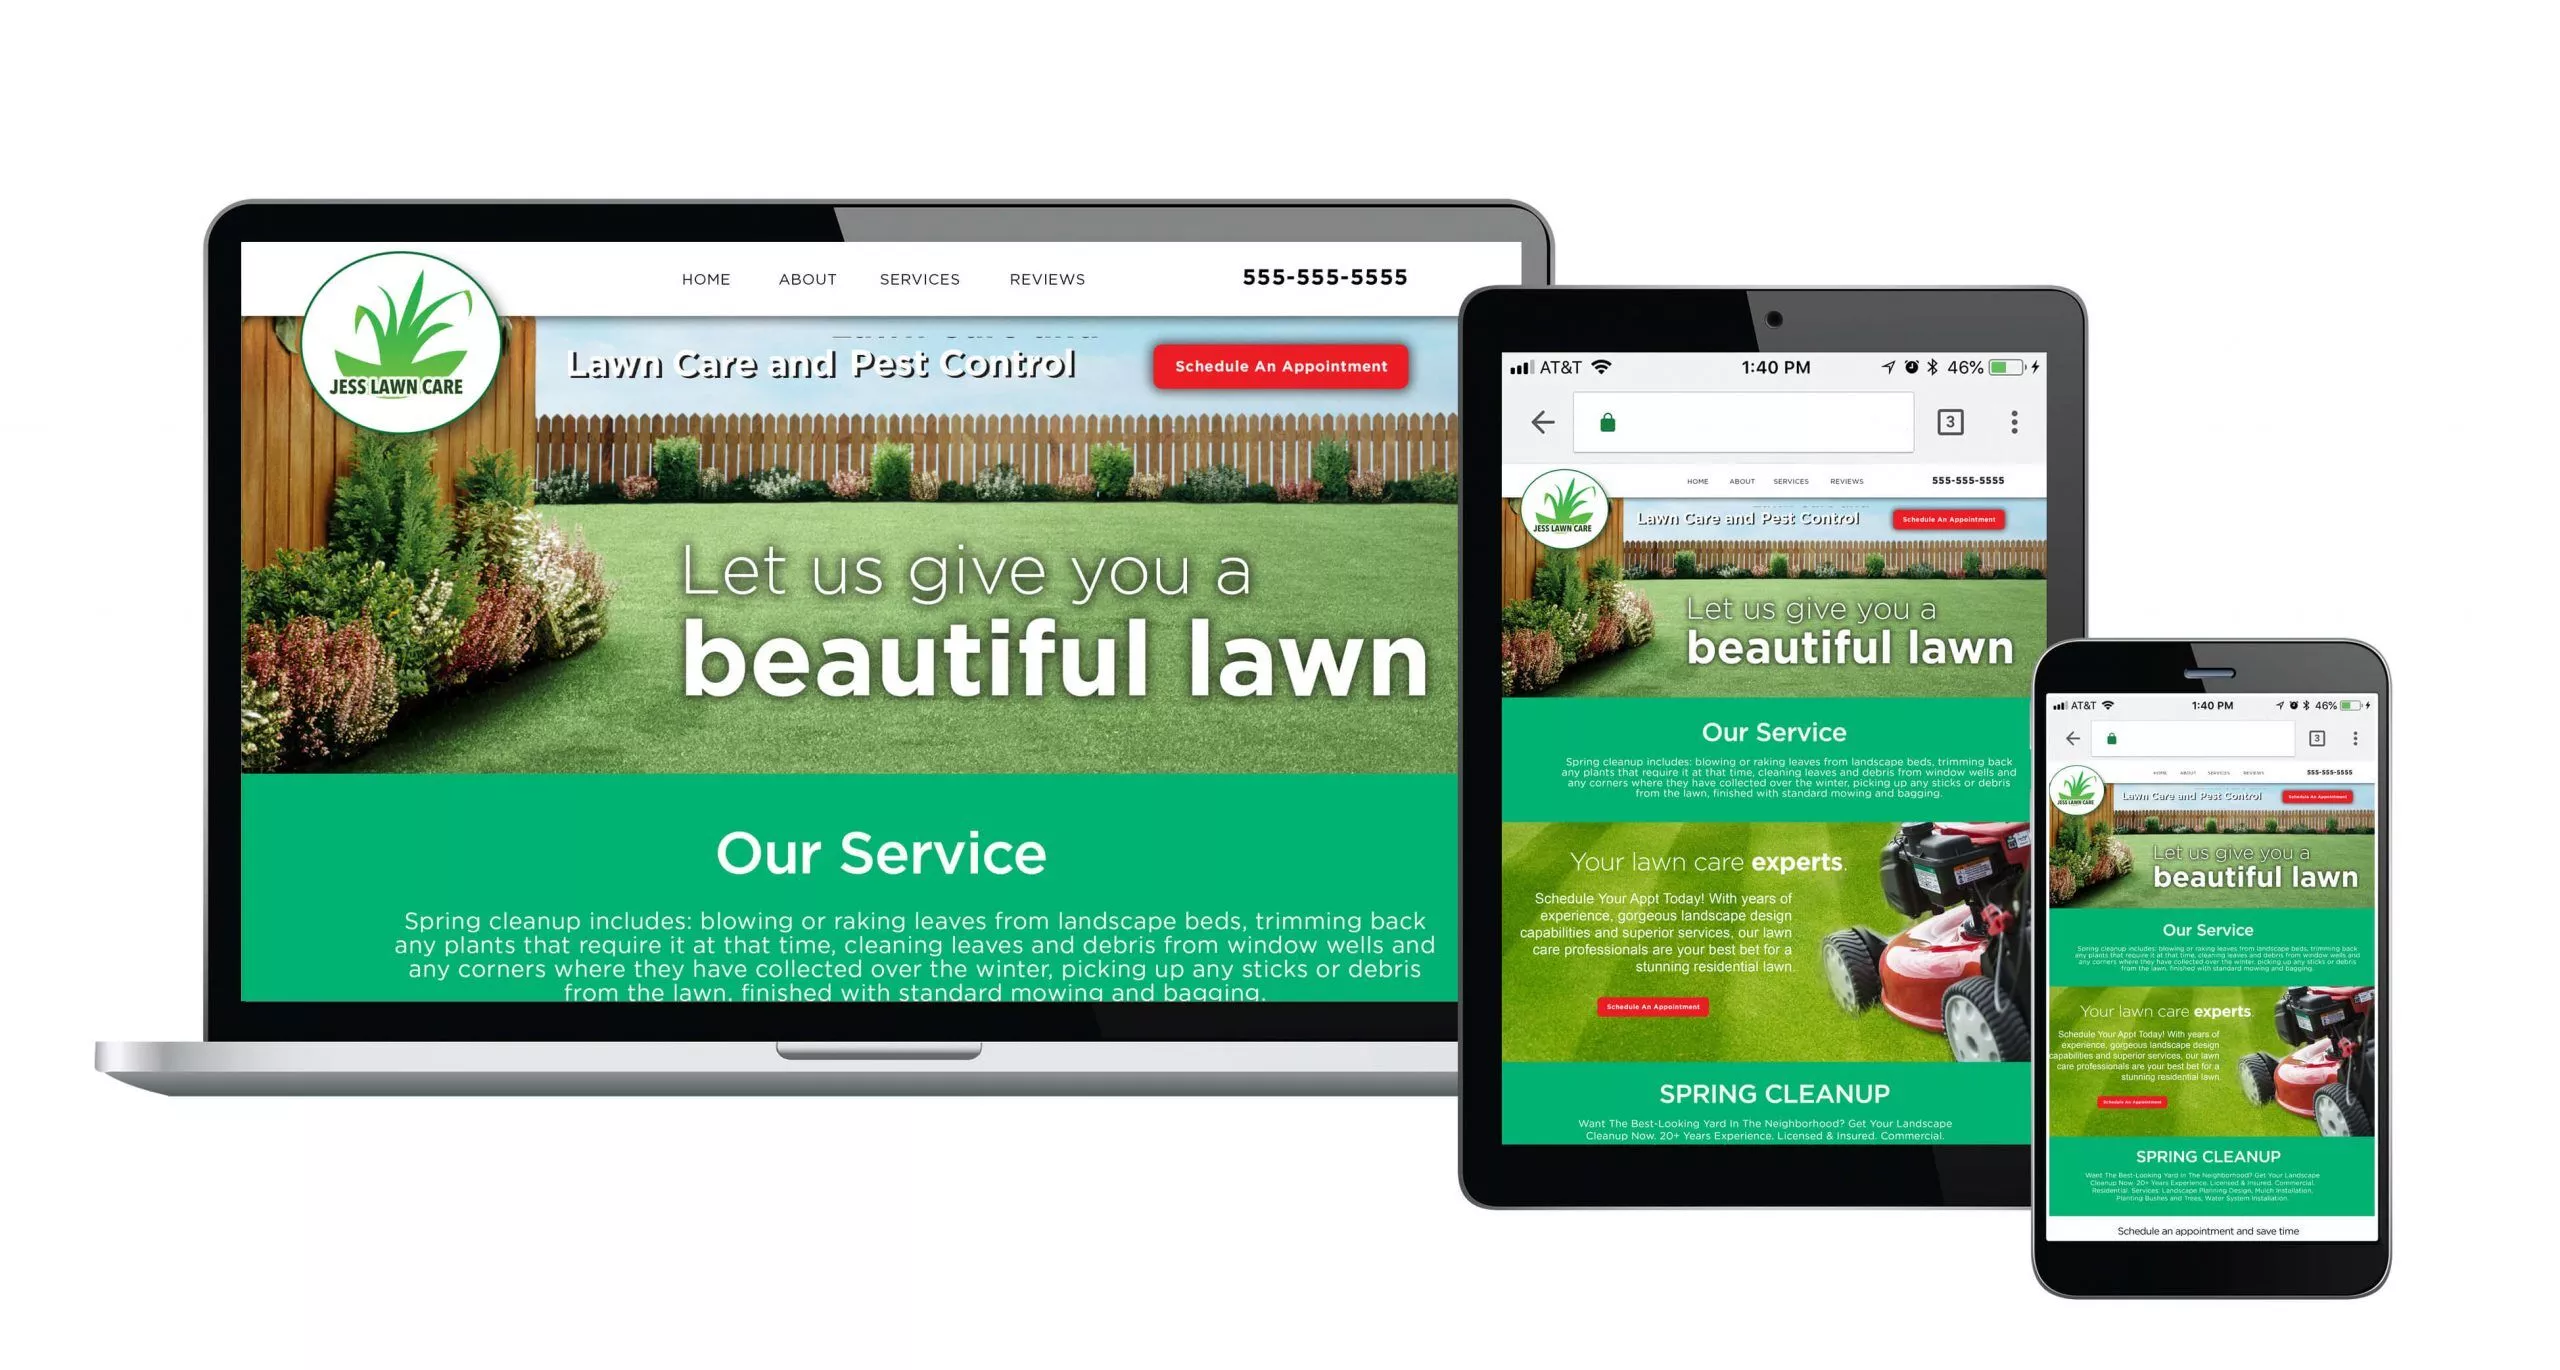 HOME ABOUT SERVICES REVIEWS 555-555-5555
JESS LAWN CARE
Lawn Care and
Lawn Care and Pest Control
Schedule An Appointment
Let us give you a
beautiful lawn
Our Service
Spring cleanup includes: blowing or raking leaves from landscape beds, trimming back
any plants that require it at that time, cleaning leaves and debris from window wells and
any corners where they have collected over the winter, picking up any sticks or debris
from the lawn, finished with standard mowing and bagging.
AT&T 1:40 PM 46%
3
HOME ABOUT SERVICES REVIEWS 555-555-5555
JESS LAWN CARE
Lawn Care and Pest Control
Schedule An Appointment
Let us give you a
beautiful lawn
Our Service
Spring cleanup includes: blowing or raking leaves from landscape beds, trimming back
any plants that require it at that time, cleaning leaves and debris from window wells and
any corners where they have collected over the winter, picking up any sticks or debris
from the lawn, finished with standard mowing and bagging.
Your lawn care experts.
Schedule Your Appt Today! With years of
experience, gorgeous landscape design
capabilities and superior services, our lawn
care professionals are your best bet for a
stunning residential lawn.
Schedule An Appointment
SPRING CLEANUP
Want The Best-Looking Yard In The Neighborhood? Get Your Landscape
Cleanup Now. 20+ Years Experience. Licensed & Insured. Commercial.
AT&T 1:40 PM 46%
3
HOME ABOUT SERVICES REVIEWS 555-555-5555
JESS LAWN CARE
Lawn Care and Pest Control
Schedule An Appointment
Let us give you a
beautiful lawn
Our Service
Spring cleanup includes: blowing or raking leaves from landscape beds, trimming back
any plants that require it at that time, cleaning leaves and debris from window wells and
any corners where they have collected over the winter, picking up any sticks or debris
from the lawn, finished with standard mowing and bagging.
Your lawn care experts.
Schedule Your Appt Today! With years of
experience, gorgeous landscape design
capabilities and superior services, our lawn
care professionals are your best bet for a
stunning residential lawn.
Schedule An Appointment
SPRING CLEANUP
Want The Best-Looking Yard In The Neighborhood? Get Your Landscape
Cleanup Now. 20+ Years Experience. Licensed & Insured. Commercial.
Residential. Services: Landscape Planning Design, Mulch Installation,
Planting Bushes and Trees, Water System Installation.
Schedule an appointment and save time